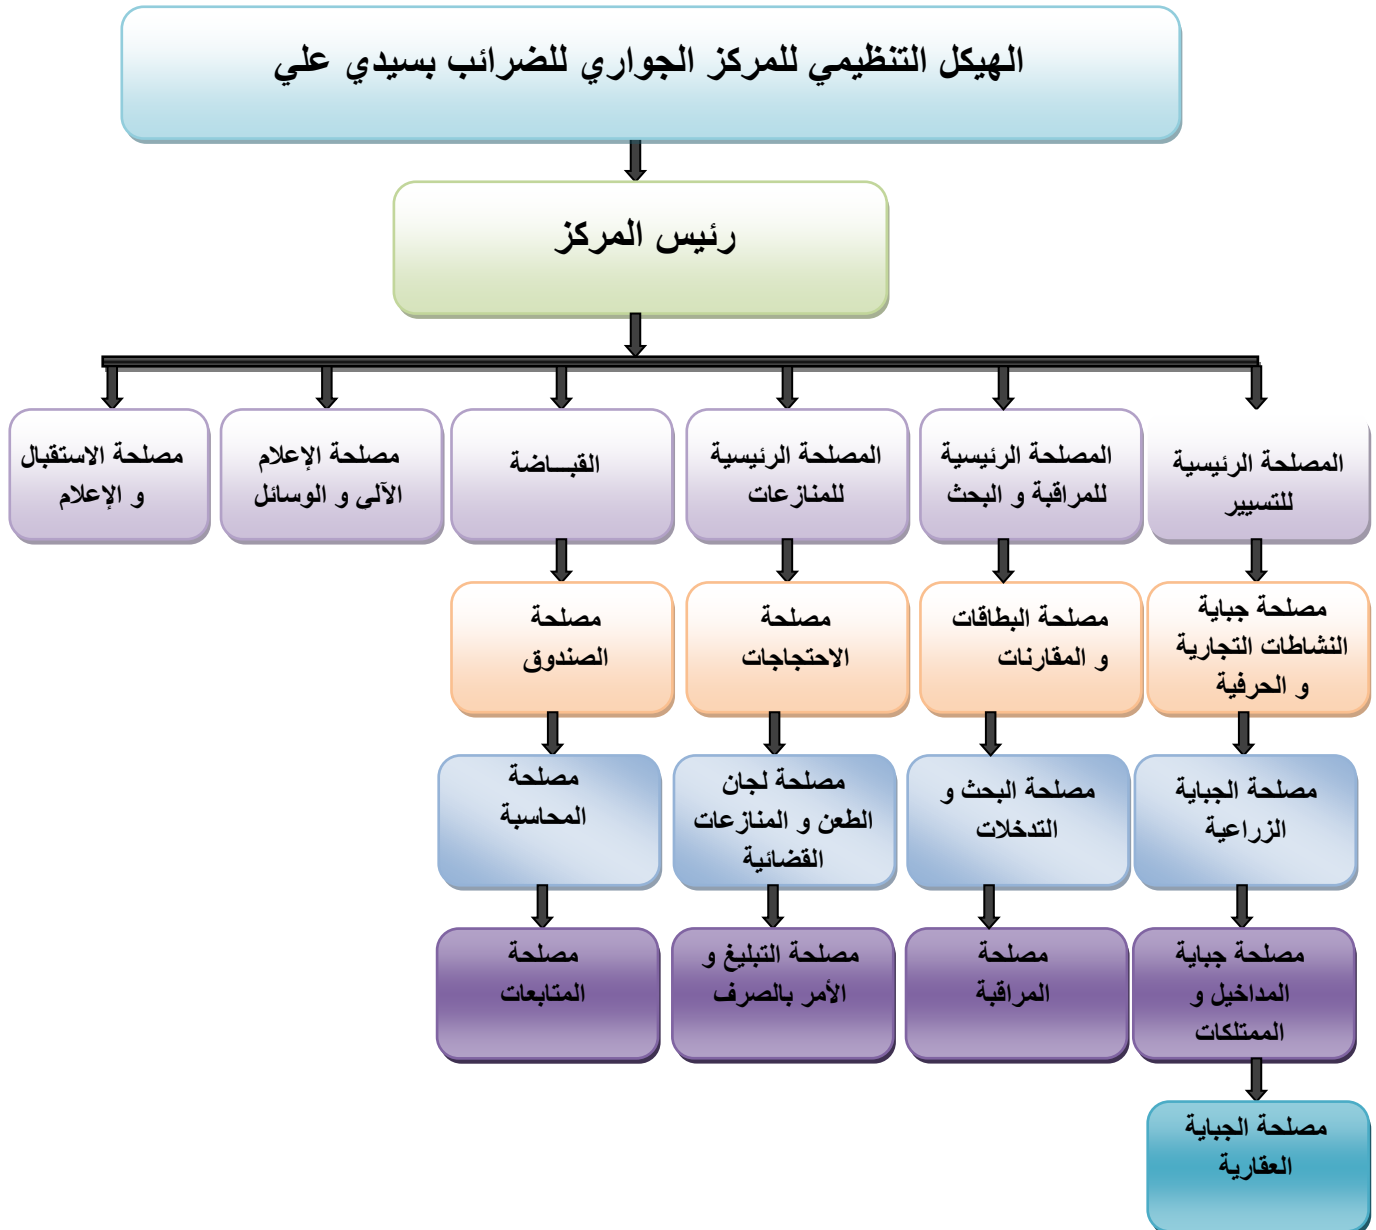 الهيكل التنظيمي للمركز الجواري للضرائب بسيدي علي
رئيس المركز
المصلحة الرئيسية
للتسيير
المصلحة الرئيسية
للمراقبة و البحث
المصلحة الرئيسية
للمنازعات
القبـــاضة
مصلحة الإعلام
الآلى و الوسائل
مصلحة الاستقبال
و الإعلام
مصلحة جباية
النشاطات التجارية
و الحرفية
مصلحة البطاقات
و المقارنات
مصلحة
الاحتجاجات
مصلحة
الصندوق
مصلحة الجباية
الزراعية
مصلحة البحث و
التدخلات
مصلحة لجان
الطعن و المنازعات
القضائية
مصلحة
المحاسبة
مصلحة جباية
المداخيل و
الممتلكات
مصلحة
المراقبة
مصلحة التبليغ و
الأمر بالصرف
مصلحة
المتابعات
مصلحة الجباية
العقارية